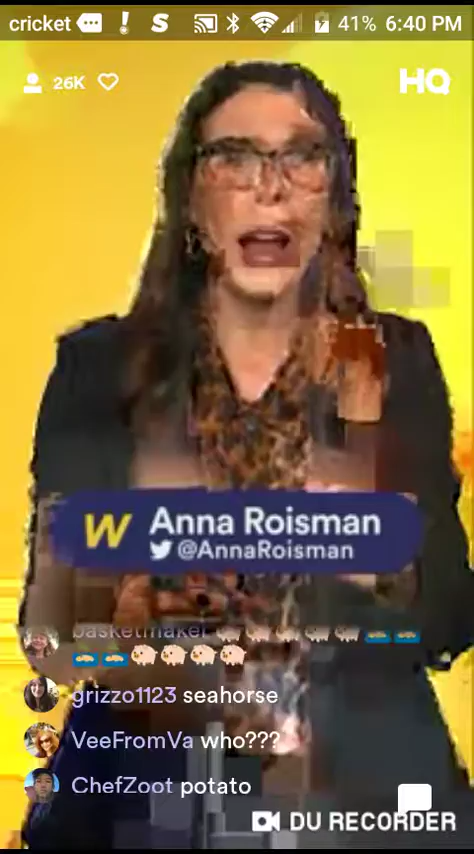 cricket 41% 6:40 PM
26K HQ
W Anna Roisman
@AnnaRoisman
basketmaker
grizzo1123 seahorse
VeeFromVa who???
ChefZoot potato
DU RECORDER